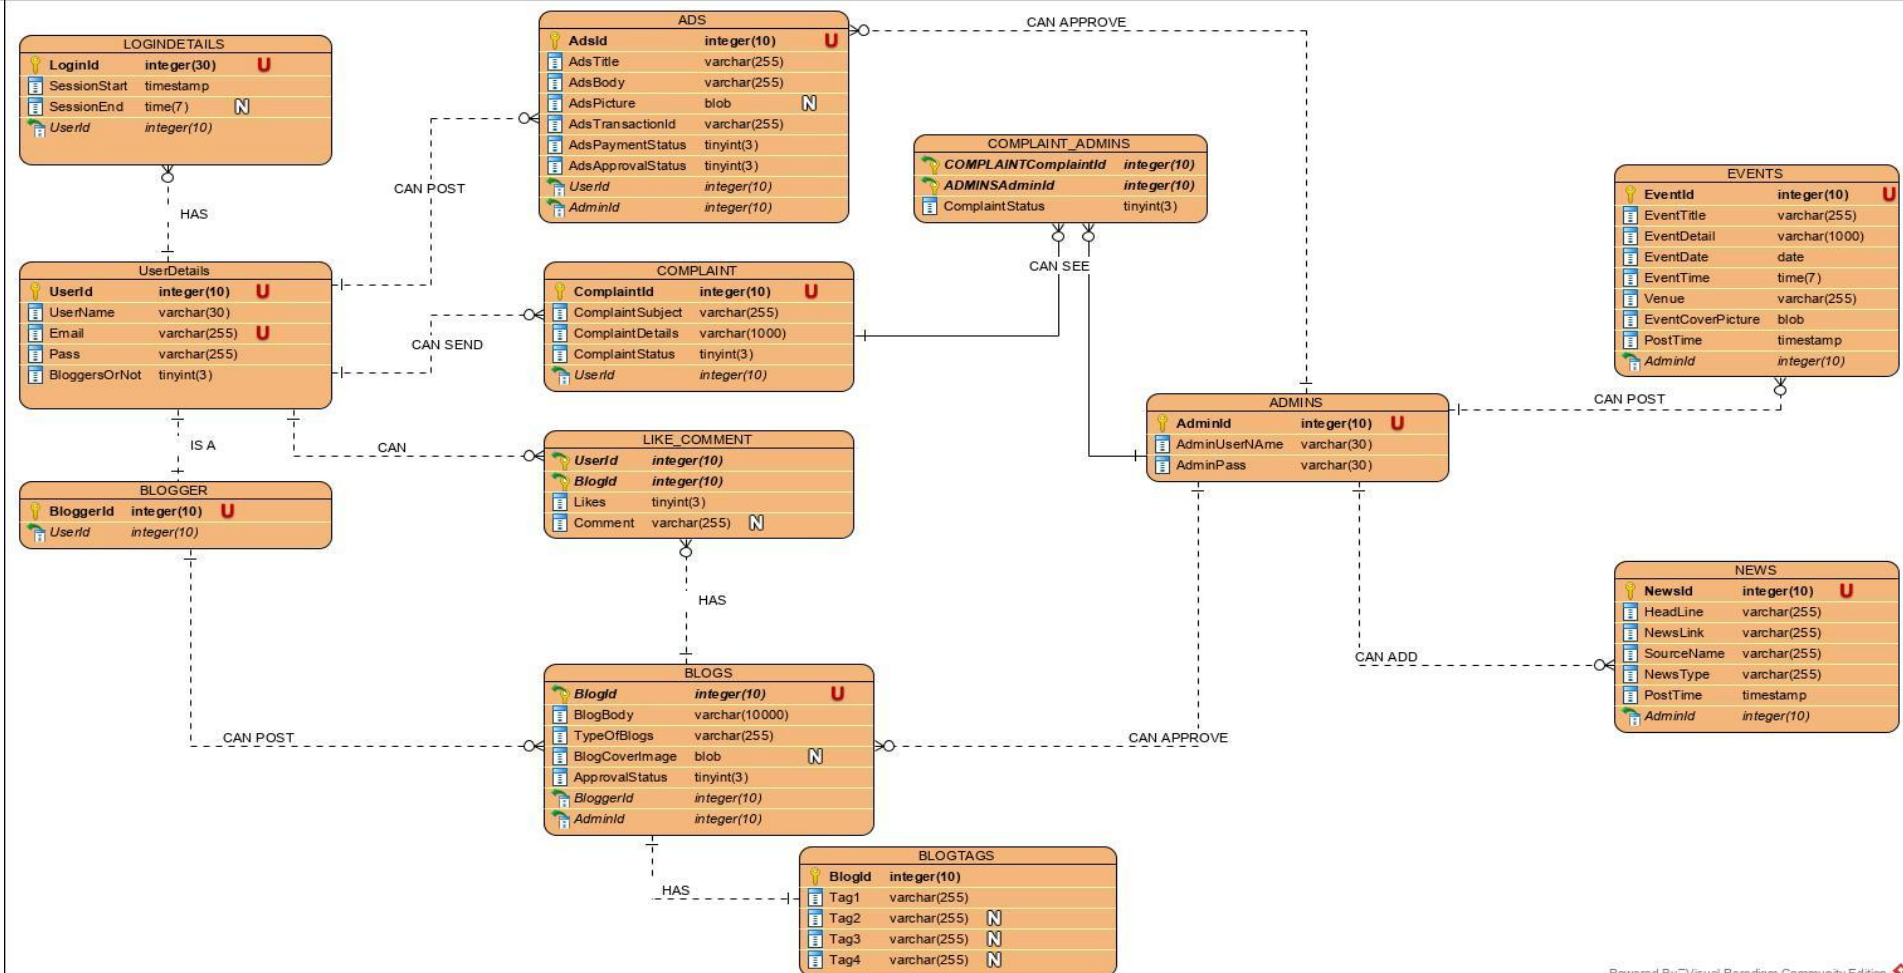 LOGINDETAILS
LoginId integer(30) U
SessionStart timestamp
SessionEnd time(7) N
UserId integer(10)
HAS
UserDetails
UserId integer(10) U
UserName varchar(30)
Email varchar(255) U
Pass varchar(255)
BloggersOrNot tinyint(3)
IS A
BLOGGER
BloggerId integer(10) U
UserId integer(10)
CAN POST
ADS
AdsId integer(10) U
AdsTitle varchar(255)
AdsBody varchar(255)
AdsPicture blob N
AdsTransactionId varchar(255)
AdsPaymentStatus tinyint(3)
AdsApprovalStatus tinyint(3)
UserId integer(10)
AdminId integer(10)
CAN POST
CAN SEND
COMPLAINT
ComplaintId integer(10) U
ComplaintSubject varchar(255)
ComplaintDetails varchar(1000)
ComplaintStatus tinyint(3)
UserId integer(10)
CAN
LIKE_COMMENT
UserId integer(10)
BlogId integer(10)
Likes tinyint(3)
Comment varchar(255) N
HAS
BLOGS
BlogId integer(10) U
BlogBody varchar(10000)
TypeOfBlogs varchar(255)
BlogCoverImage blob N
ApprovalStatus tinyint(3)
BloggerId integer(10)
AdminId integer(10)
HAS
BLOGTAGS
BlogId integer(10)
Tag1 varchar(255)
Tag2 varchar(255) N
Tag3 varchar(255) N
Tag4 varchar(255) N
CAN APPROVE
COMPLAINT_ADMINS
COMPLAINTComplaintId integer(10)
ADMINSAdminId integer(10)
ComplaintStatus tinyint(3)
CAN SEE
ADMINS
AdminId integer(10) U
AdminUserNAme varchar(30)
AdminPass varchar(30)
CAN POST
CAN APPROVE
CAN ADD
EVENTS
EventId integer(10) U
EventTitle varchar(255)
EventDetail varchar(1000)
EventDate date
EventTime time(7)
Venue varchar(255)
EventCoverPicture blob
PostTime timestamp
AdminId integer(10)
NEWS
NewsId integer(10) U
HeadLine varchar(255)
NewsLink varchar(255)
SourceName varchar(255)
NewsType varchar(255)
PostTime timestamp
AdminId integer(10)